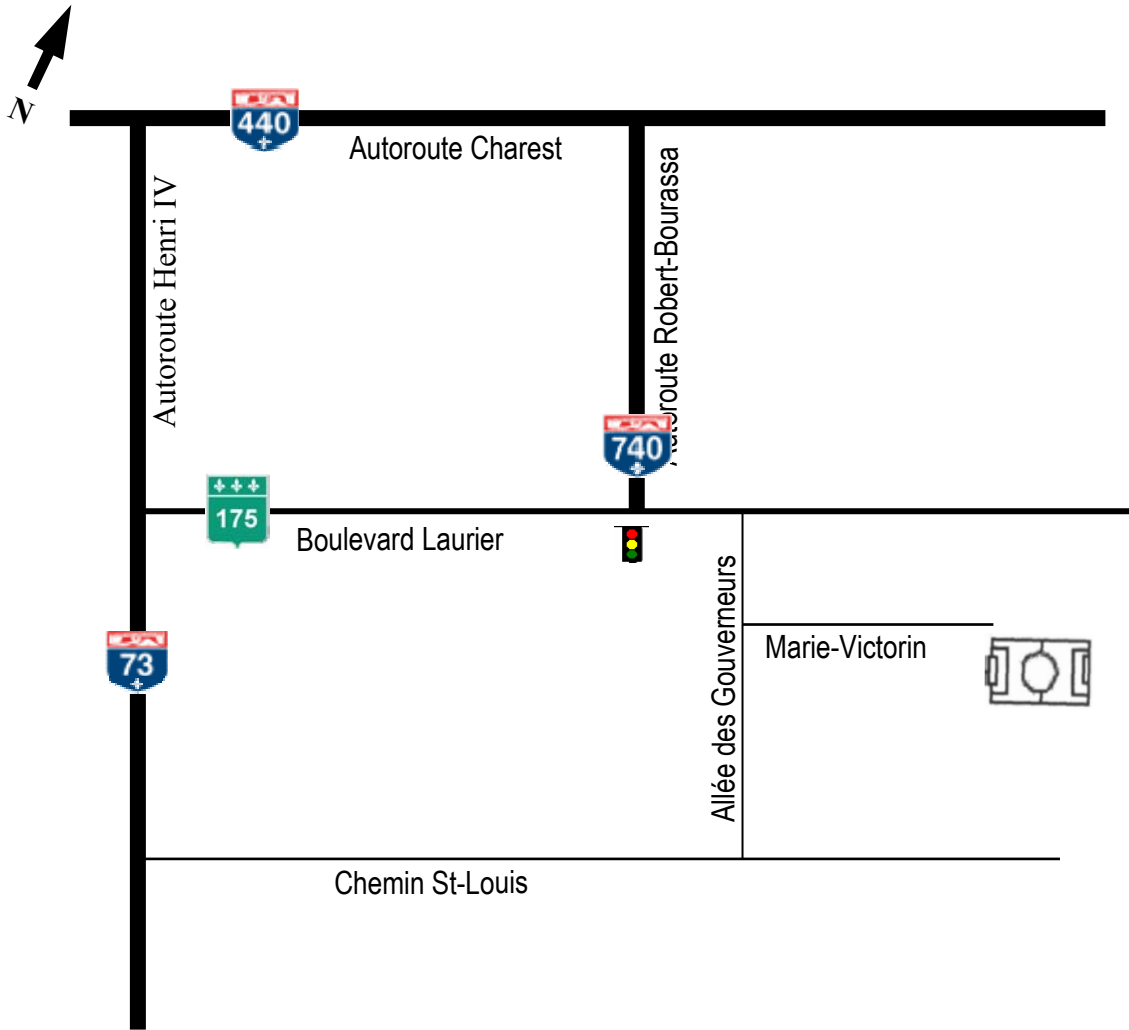 N
440
Autoroute Charest
Autoroute Henri IV
Autoroute Robert-Bourassa
740
175
Boulevard Laurier
Allée des Gouverneurs
Marie-Victorin
73
Chemin St-Louis